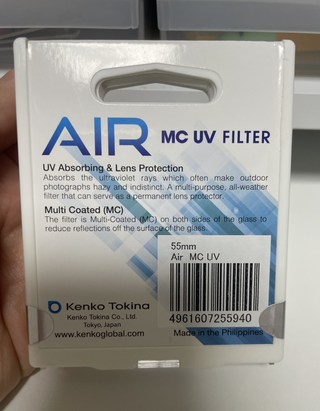 AIR MC UV FILTER
UV Absorbing & Lens Protection
Absorbs the ultraviolet rays which often make outdoor
photographs hazy and indistinct. A multi-purpose, all-weather
filter that can serve as a permanent lens protector.
Multi Coated (MC)
The filter is Multi-Coated (MC) on both sides of the glass to
reduce reflections off the surface of the glass.
55mm
Air MC UV
4961607255940
Kenko Tokina
Kenko Tokina Co., Ltd.
Tokyo, Japan
www.kenkoglobal.com
Made in the Philippines